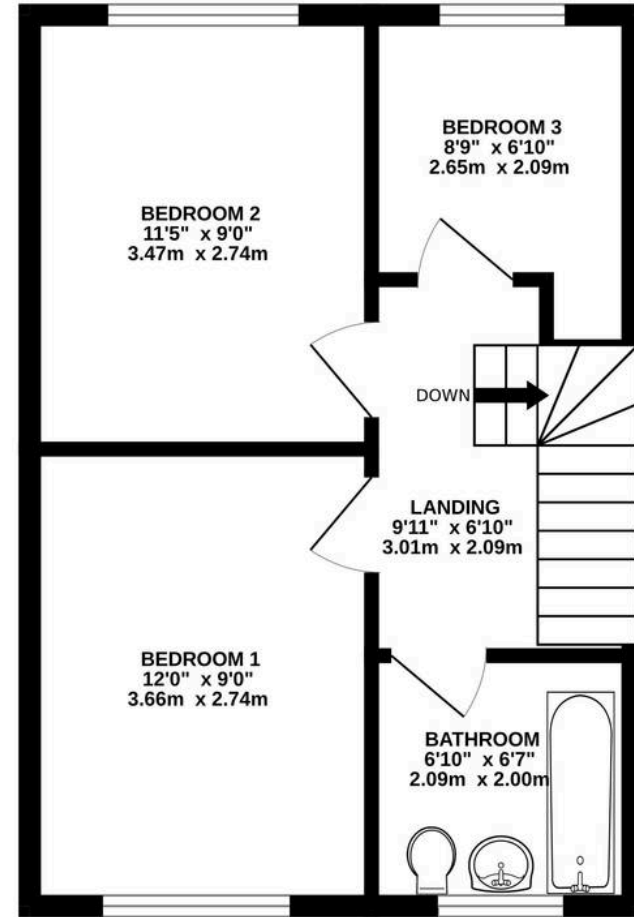 BEDROOM 3
8'9" x 6'10"
2.65m x 2.09m
BEDROOM 2
11'5" x 9'0"
3.47m x 2.74m
DOWN
LANDING
9'11" x 6'10"
3.01m x 2.09m
BEDROOM 1
12'0" x 9'0"
3.66m x 2.74m
BATHROOM
6'10" x 6'7"
2.09m x 2.00m